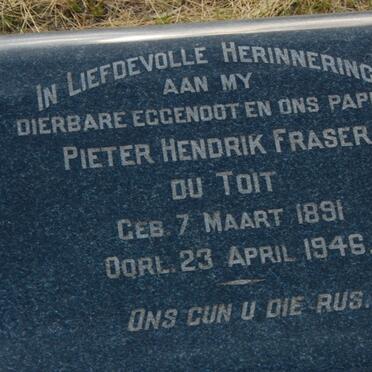 IN LIEFDEVOLLE HERINNERING
AAN MY
DIERBARE EGGENOOT EN ONS PAP
PIETER HENDRIK FRASER
DU TOIT
GEB. 7 MAART 1891
OORL. 23 APRIL 1946.
ONS GUN U DIE RUS.